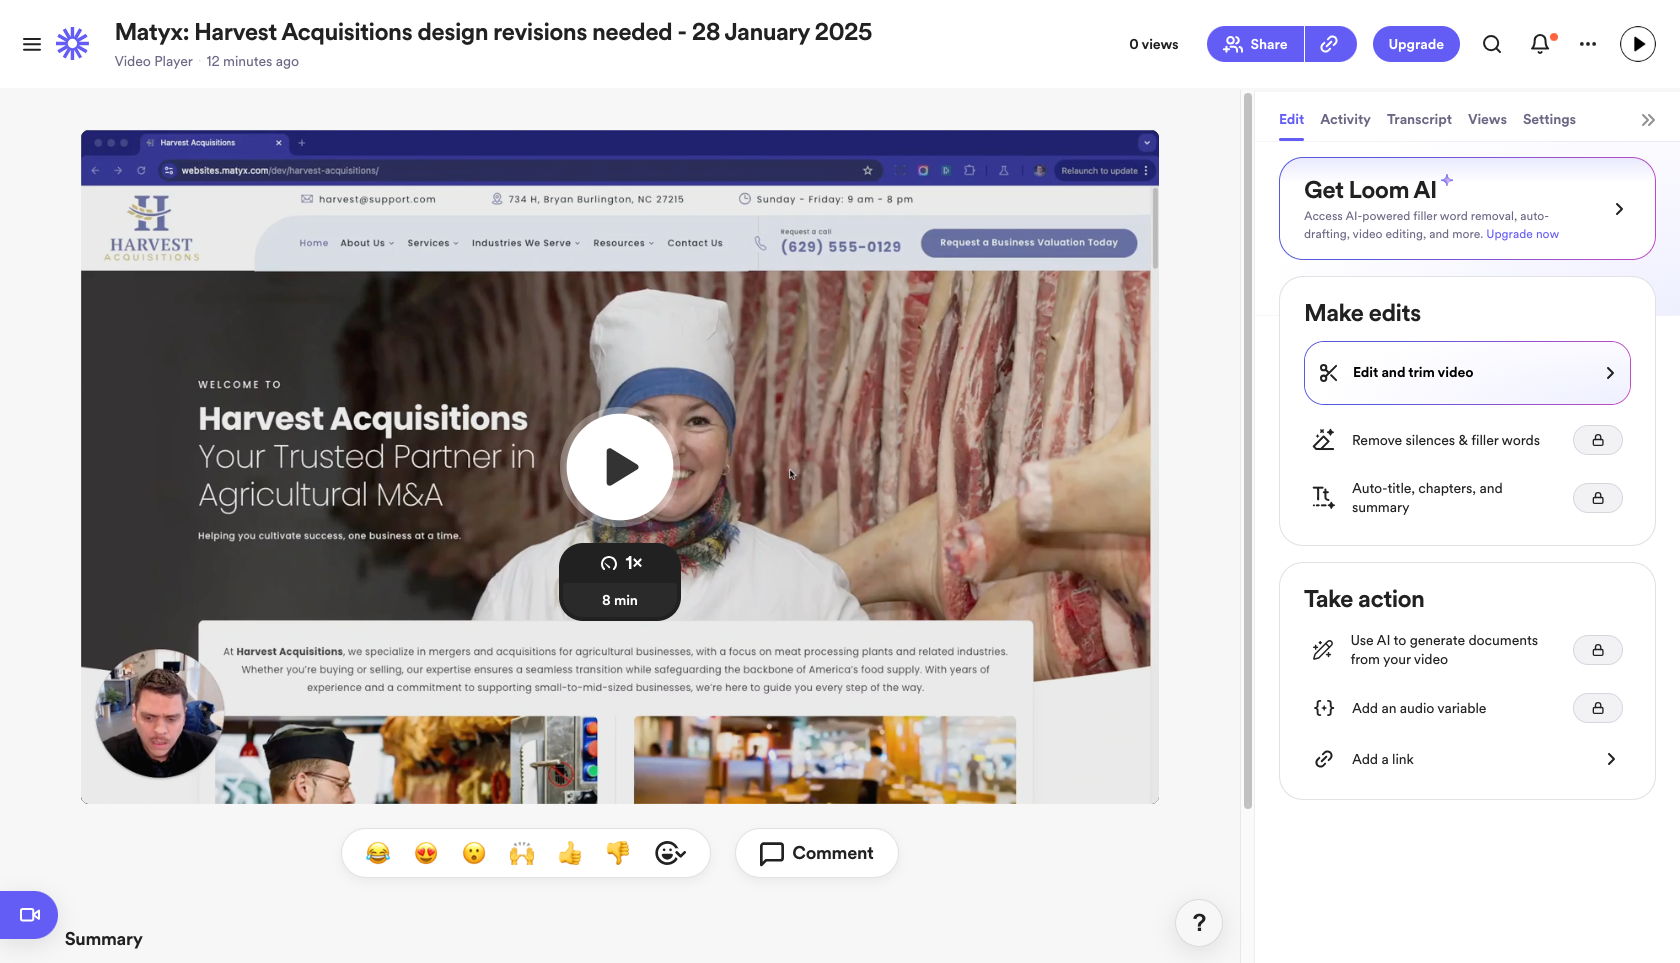 Matyx: Harvest Acquisitions design revisions needed - 28 January 2025
Video Player · 12 minutes ago
0 views
Share
Upgrade
Harvest Acquisitions
websites.matyx.com/dev/harvest-acquisitions/
Relaunch to update
H
HARVEST
ACQUISITIONS
harvest@support.com
734 H, Bryan Burlington, NC 27215
Sunday - Friday: 9 am - 8 pm
Home About Us Services Industries We Serve Resources Contact Us
Request a call
(629) 555-0129
Request a Business Valuation Today
WELCOME TO
Harvest Acquisitions
Your Trusted Partner in
Agricultural M&A
Helping you cultivate success, one business at a time.
1×
8 min
At Harvest Acquisitions, we specialize in mergers and acquisitions for agricultural businesses, with a focus on meat processing plants and related industries.
Whether you're buying or selling, our expertise ensures a seamless transition while safeguarding the backbone of America's food supply. With years of
experience and a commitment to supporting small-to-mid-sized businesses, we're here to guide you every step of the way.
Comment
Summary
?
Edit Activity Transcript Views Settings
Get Loom AI
Access AI-powered filler word removal, auto-
drafting, video editing, and more. Upgrade now
Make edits
Edit and trim video
Remove silences & filler words
Tt
Auto-title, chapters, and
summary
Take action
Use AI to generate documents
from your video
Add an audio variable
Add a link